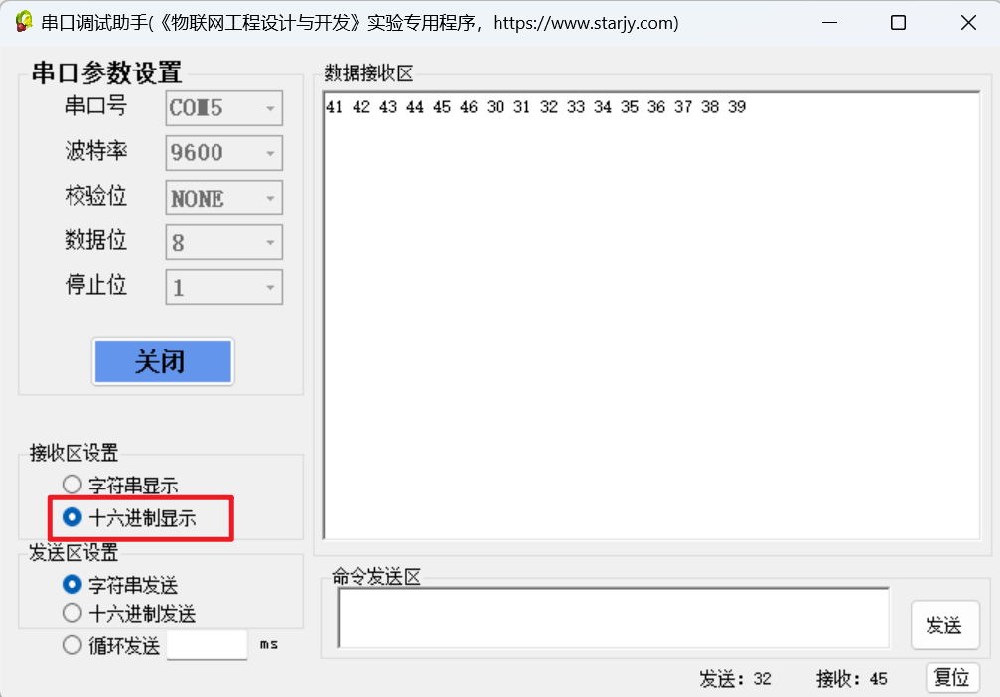 串口调试助手(《物联网工程设计与开发》实验专用程序，https://www.starjy.com)
串口参数设置
串口号 COM5
波特率 9600
校验位 NONE
数据位 8
停止位 1
关闭
接收区设置
字符串显示
十六进制显示
发送区设置
字符串发送
十六进制发送
循环发送 ms
数据接收区
41 42 43 44 45 46 30 31 32 33 34 35 36 37 38 39
命令发送区
发送
发送：32 接收：45 复位